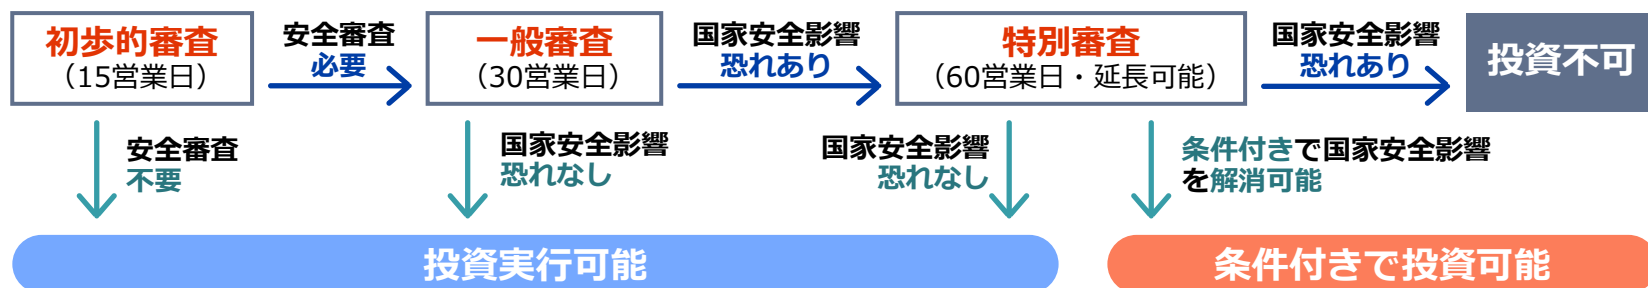 初歩的審査
（15営業日）
安全審査
必要
一般審査
（30営業日）
国家安全影響
恐れあり
特別審査
（60営業日・延長可能）
国家安全影響
恐れあり
投資不可
安全審査
不要
国家安全影響
恐れなし
国家安全影響
恐れなし
条件付きで国家安全影響
を解消可能
投資実行可能
条件付きで投資可能